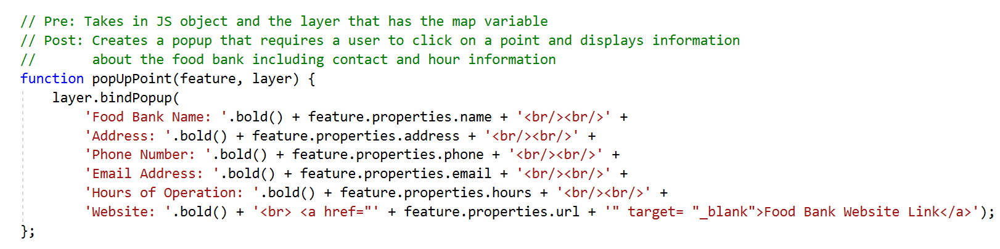 // Pre: Takes in JS object and the layer that has the map variable
// Post: Creates a popup that requires a user to click on a point and displays information
//       about the food bank including contact and hour information
function popUpPoint(feature, layer) {
    layer.bindPopup(
        'Food Bank Name: '.bold() + feature.properties.name + '<br/><br/>' +
        'Address: '.bold() + feature.properties.address + '<br/><br/>' +
        'Phone Number: '.bold() + feature.properties.phone + '<br/><br/>' +
        'Email Address: '.bold() + feature.properties.email + '<br/><br/>' +
        'Hours of Operation: '.bold() + feature.properties.hours + '<br/><br/>' +
        'Website: '.bold() + '<br> <a href="' + feature.properties.url + '" target= "_blank">Food Bank Website Link</a>');
};